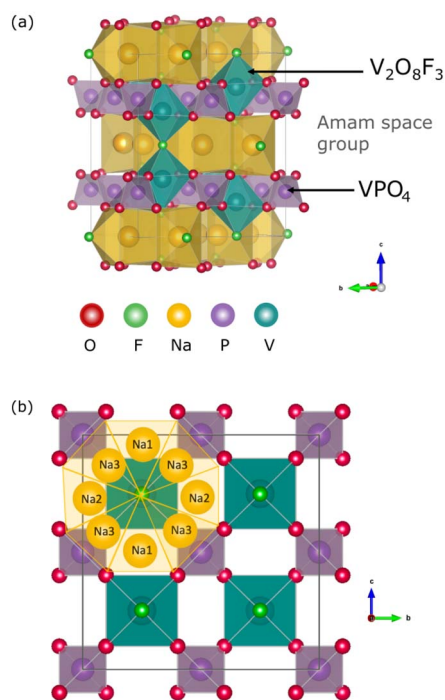 (a)
V₂O₈F₃
Amam space
group
VPO₄
c
b
O F Na P V
(b)
Na1
Na3 Na3
Na2 Na2
Na3 Na3
Na1
c
b